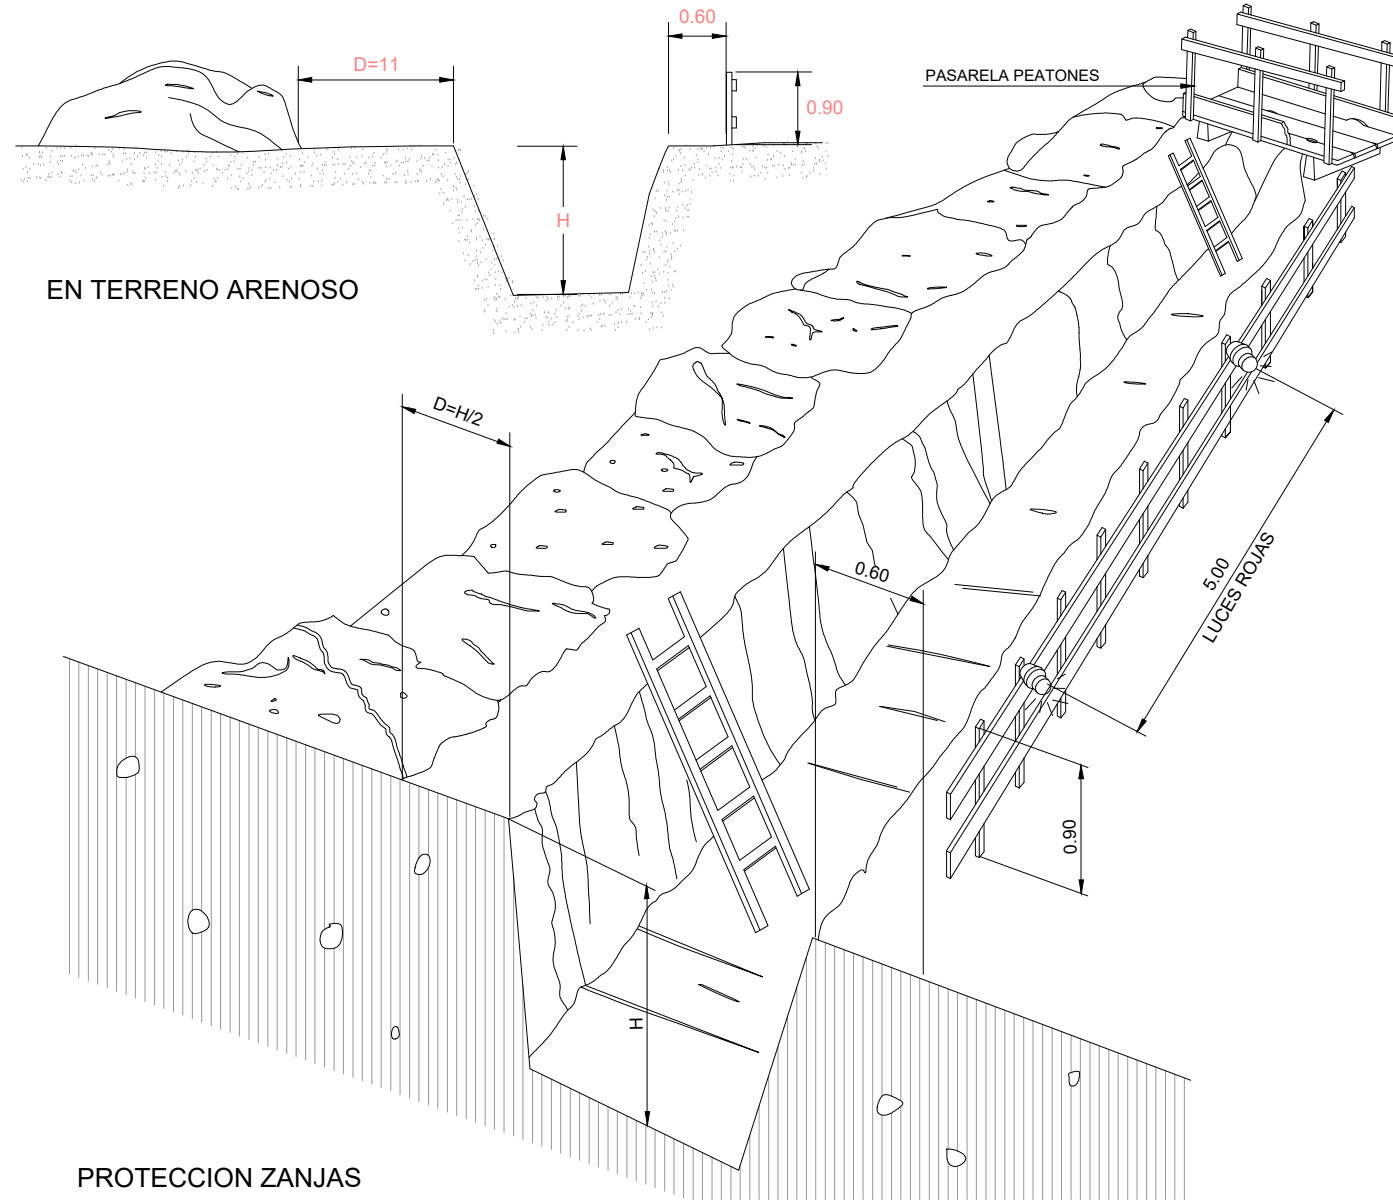 0.60
D=11
0.90
PASARELA PEATONES
H
EN TERRENO ARENOSO
D=H/2
0.60
5.00
LUCES ROJAS
0.90
H
PROTECCION ZANJAS